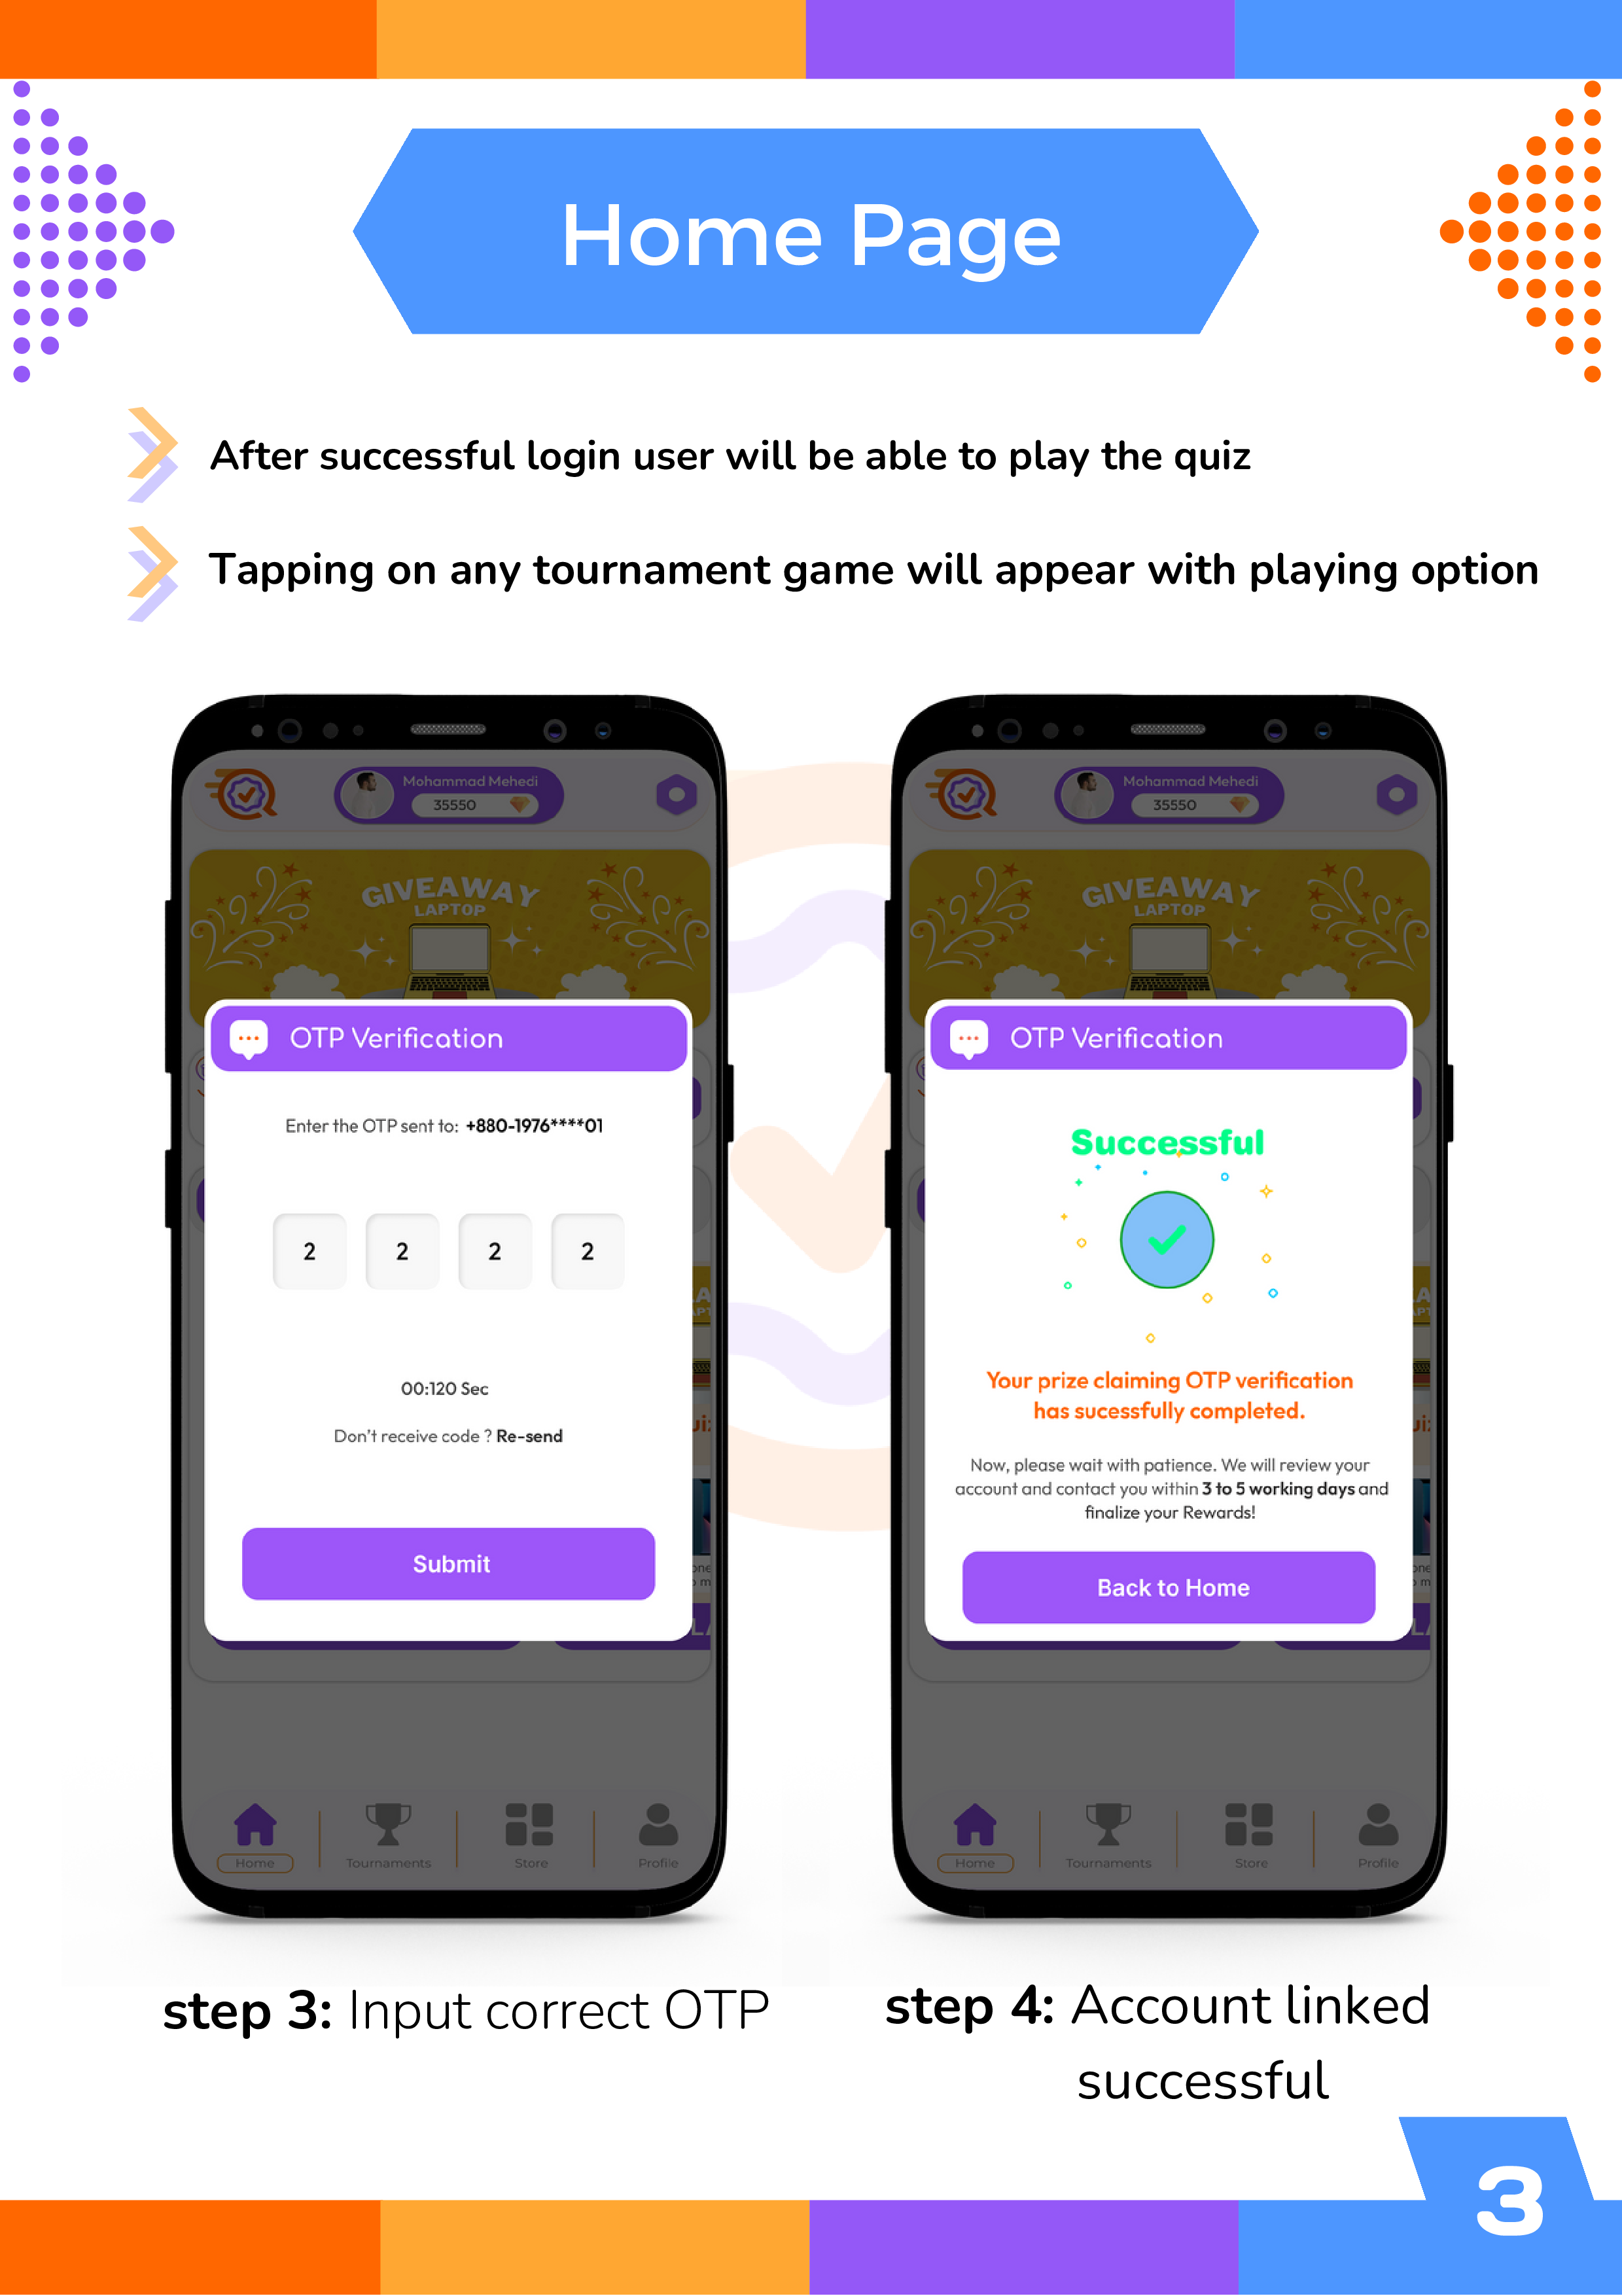 Home Page
After successful login user will be able to play the quiz
Tapping on any tournament game will appear with playing option
Mohammad Mehedi
35550
GIVEAWAY
LAPTOP
OTP Verification
Enter the OTP sent to: +880-1976****01
2 2 2 2
00:120 Sec
Don't receive code ? Re-send
Submit
Home Tournaments Store Profile
step 3: Input correct OTP
Mohammad Mehedi
35550
GIVEAWAY
LAPTOP
OTP Verification
Successful
Your prize claiming OTP verification
has sucessfully completed.
Now, please wait with patience. We will review your
account and contact you within 3 to 5 working days and
finalize your Rewards!
Back to Home
Home Tournaments Store Profile
step 4: Account linked
successful
3